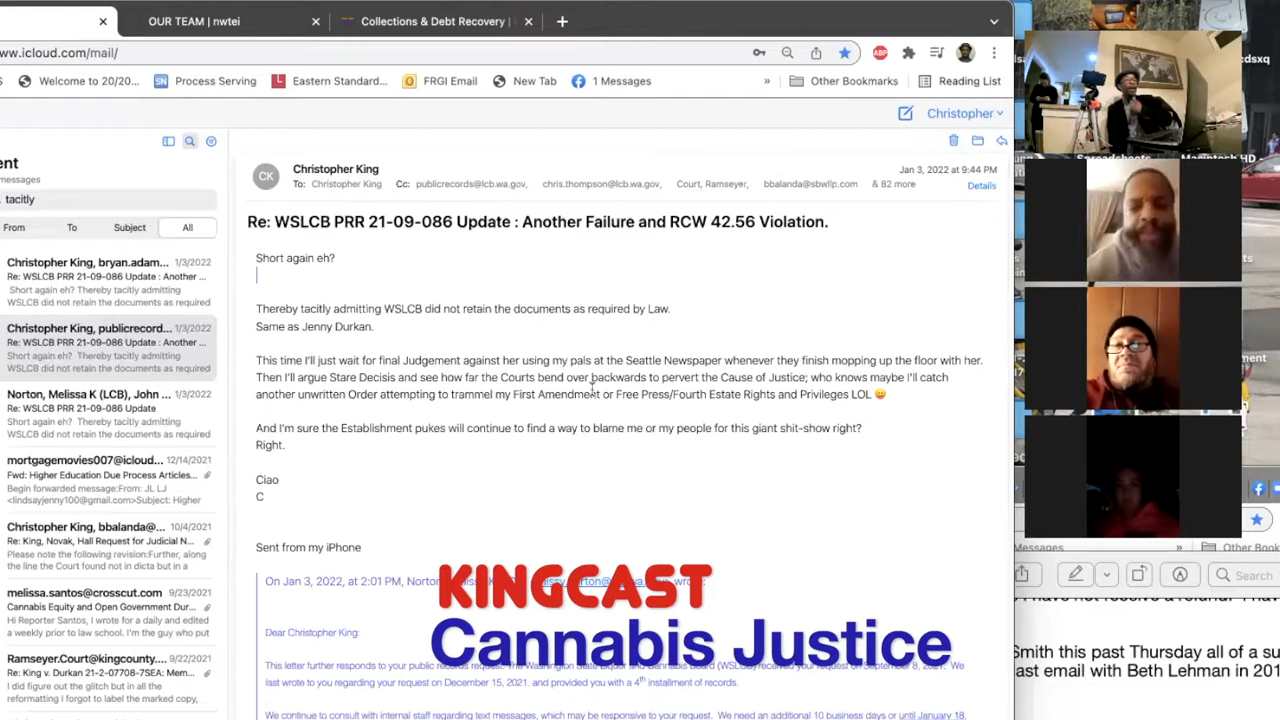 OUR TEAM | nwtei
Collections & Debt Recovery |
ww.icloud.com/mail/
ABP
S
Welcome to 20/20...
SN Process Serving
Eastern Standard...
FRGI Email
New Tab
1 Messages
»
Other Bookmarks
Reading List
Christopher
ent
messages
tacitly
From To Subject All
Christopher King, bryan.adam... 1/3/2022
Re: WSLCB PRR 21-09-086 Update : Another ...
Short again eh? Thereby tacitly admitting
WSLCB did not retain the documents as required
Christopher King, publicrecord... 1/3/2022
Re: WSLCB PRR 21-09-086 Update : Another ...
Short again eh? Thereby tacitly admitting
WSLCB did not retain the documents as required
Norton, Melissa K (LCB), John ... 1/3/2022
Re: WSLCB PRR 21-09-086 Update
Short again eh? Thereby tacitly admitting
WSLCB did not retain the documents as required
mortgagemovies007@icloud... 12/14/2021
Fwd: Higher Education Due Process Articles...
Begin forwarded message:From: JL LJ
<lindsayjenny100@gmail.com>Subject: Higher
Christopher King, bbalanda@... 10/4/2021
Re: King, Novak, Hall Request for Judicial N...
Please note the following revision:Further, along
the line the Court found not in dicta but in a
melissa.santos@crosscut.com 9/23/2021
Cannabis Equity and Open Government Dur...
Hi Reporter Santos, I wrote for a daily and edited
a weekly prior to law school. I'm the guy who put
Ramseyer.Court@kingcounty.... 9/22/2021
Re: King v. Durkan 21-2-07708-7SEA: Mem...
I did figure out the glitch but in all the
reformatting I forgot to label the marked copy,
CK
Christopher King
Jan 3, 2022 at 9:44 PM
To: Christopher King Cc: publicrecords@lcb.wa.gov, chris.thompson@lcb.wa.gov, Court, Ramseyer, bbalanda@sbwllp.com & 82 more
Details
Re: WSLCB PRR 21-09-086 Update : Another Failure and RCW 42.56 Violation.
Short again eh?
Thereby tacitly admitting WSLCB did not retain the documents as required by Law.
Same as Jenny Durkan.
This time I'll just wait for final Judgement against her using my pals at the Seattle Newspaper whenever they finish mopping up the floor with her.
Then I'll argue Stare Decisis and see how far the Courts bend over backwards to pervert the Cause of Justice; who knows maybe I'll catch
another unwritten Order attempting to trammel my First Amendment or Free Press/Fourth Estate Rights and Privileges LOL 😛
And I'm sure the Establishment pukes will continue to find a way to blame me or my people for this giant shit-show right?
Right.
Ciao
C
Sent from my iPhone
On Jan 3, 2022, at 2:01 PM, Norton
KINGCAST
Cannabis Justice
Dear Christopher King:
This letter further responds to your public records request. The Washington State Liquor and Cannabis Board (WSLCB) received your request on September 8, 2021. We
last wrote to you regarding your request on December 15, 2021. and provided you with a 4th installment of records.
We continue to consult with internal staff regarding text messages, which may be responsive to your request. We need an additional 10 business days or until January 18,
Spreadsheets
Macintosh HD
cdsxq
Messages
»
Other Book
Search
Smith this past Thursday all of a su
ast email with Beth Lehman in 201